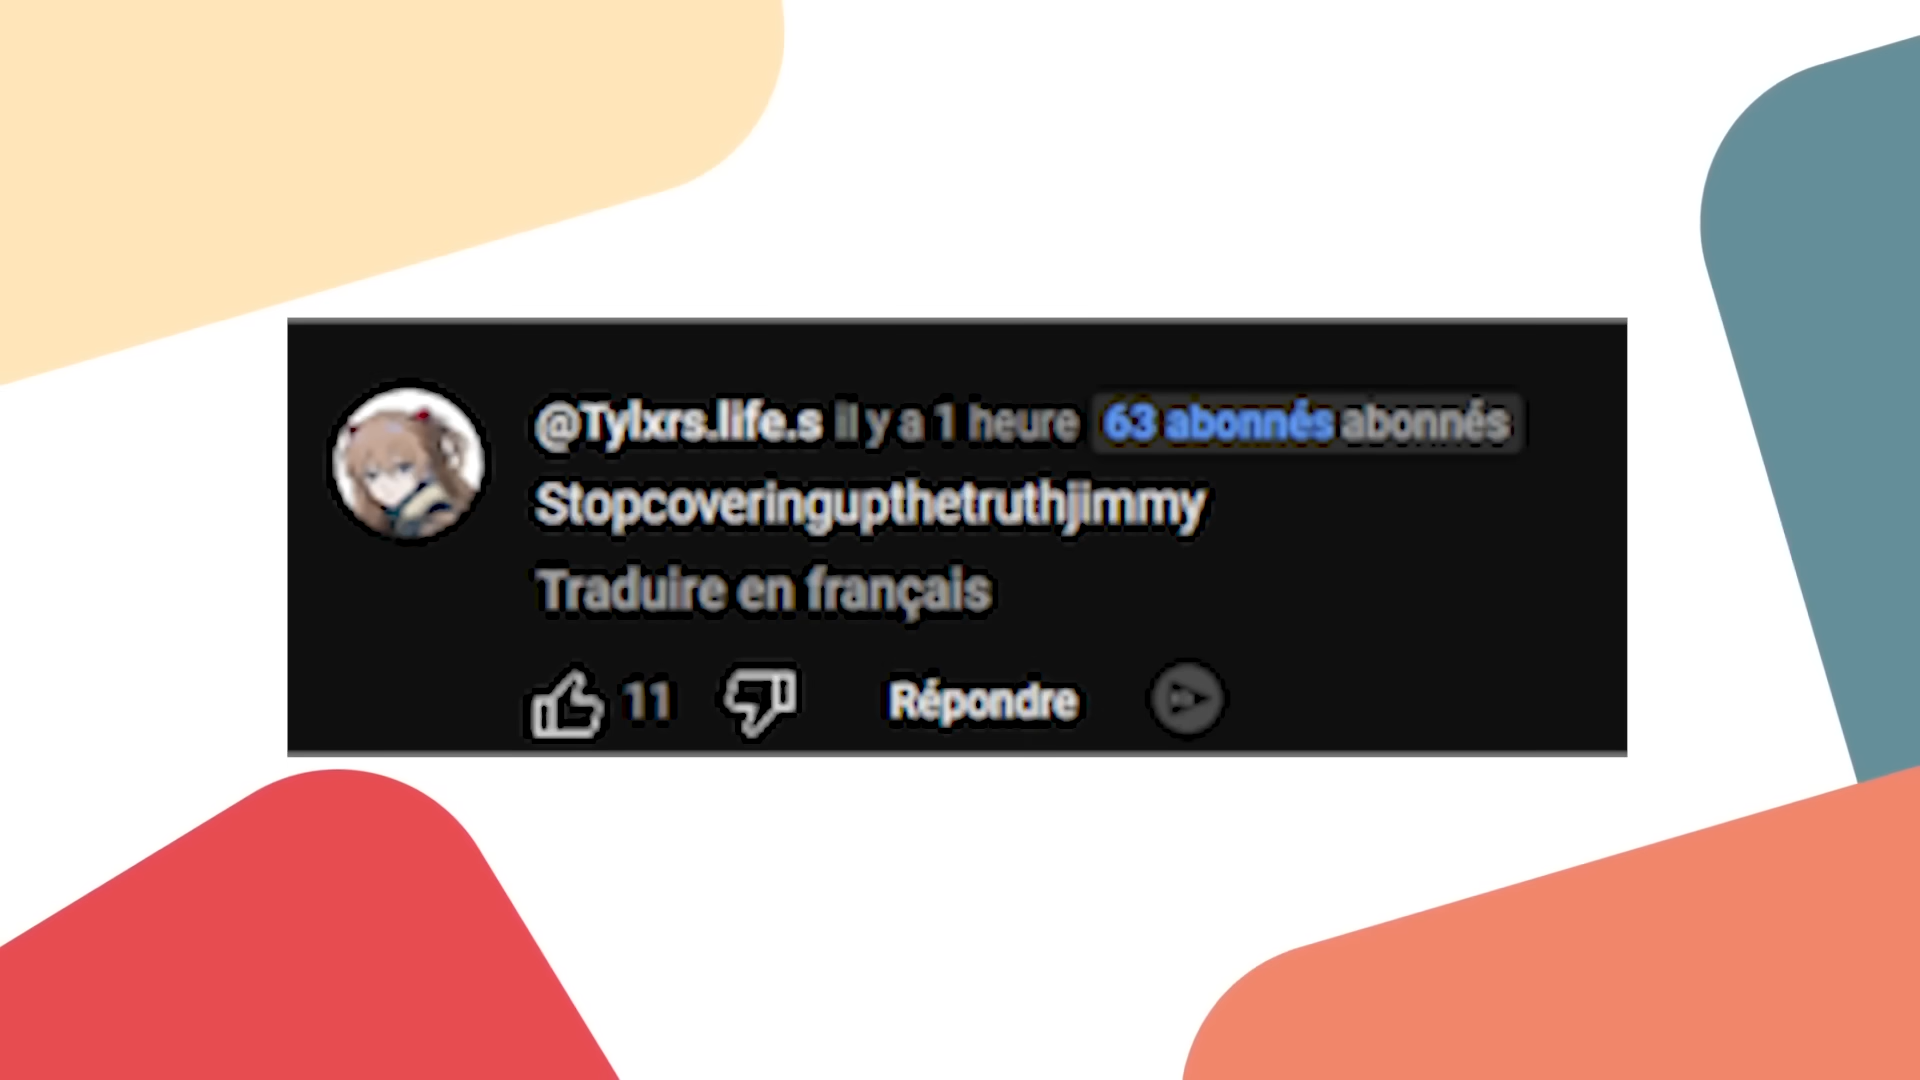 @Tylxrs.life.s il y a 1 heure 63 abonnés abonnés
Stopcoveringupthetruthjimmy
Traduire en français
11 Répondre